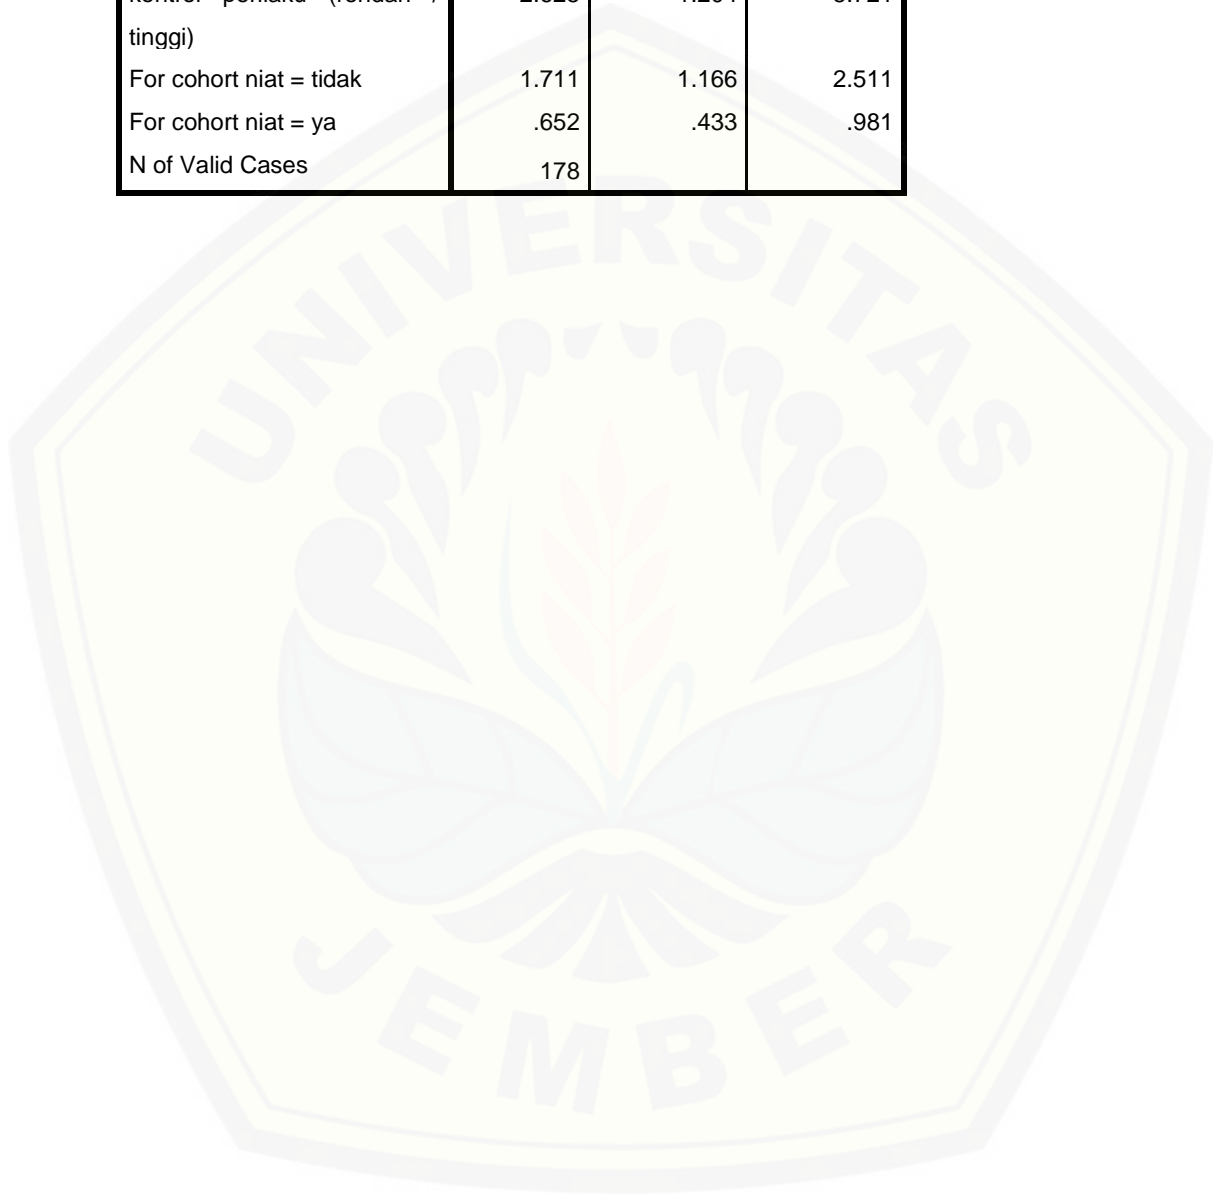 tinggi)
For cohort niat = tidak 1.711 1.166 2.511
For cohort niat = ya .652 .433 .981
N of Valid Cases 178
UNIVERSITAS
JEMBER